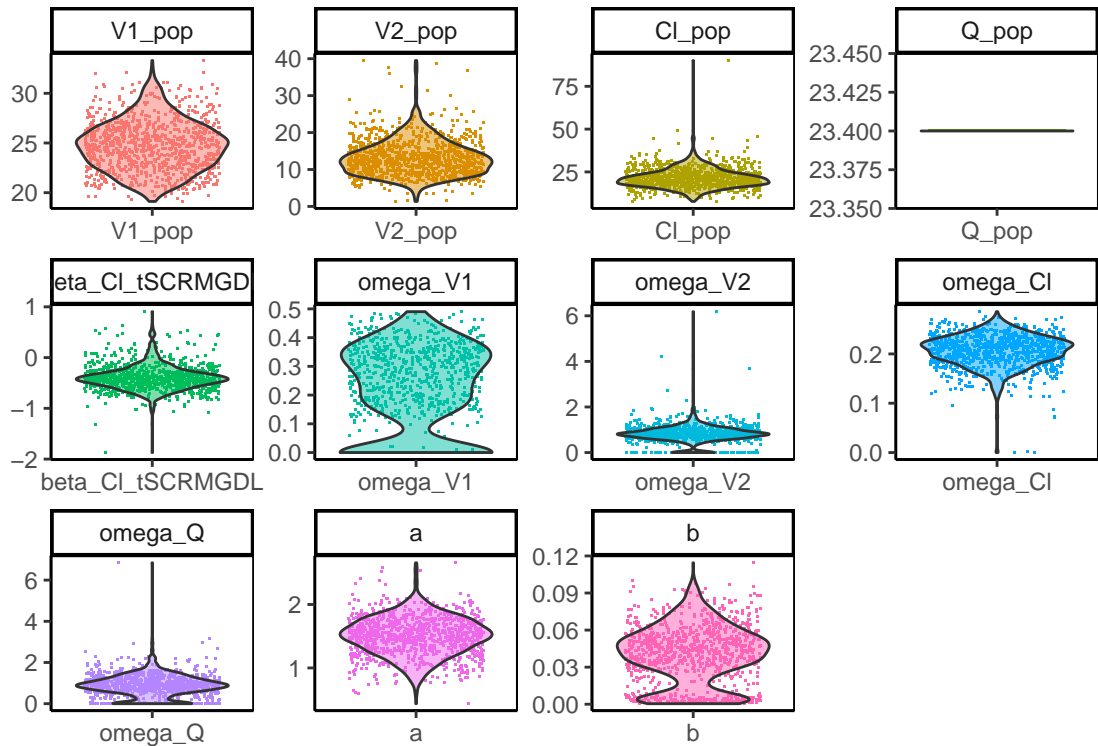 V1_pop
V2_pop
Cl_pop
Q_pop
30
25
20
40
30
20
10
0
75
50
25
23.450
23.425
23.400
23.375
23.350
V1_pop
V2_pop
Cl_pop
Q_pop
eta_Cl_tSCRMGD
omega_V1
omega_V2
omega_Cl
1
0
−1
−2
0.5
0.4
0.3
0.2
0.1
0.0
6
4
2
0
0.2
0.1
0.0
beta_Cl_tSCRMGDL
omega_V1
omega_V2
omega_Cl
omega_Q
a
b
6
4
2
0
2
1
0.12
0.09
0.06
0.03
0.00
omega_Q
a
b